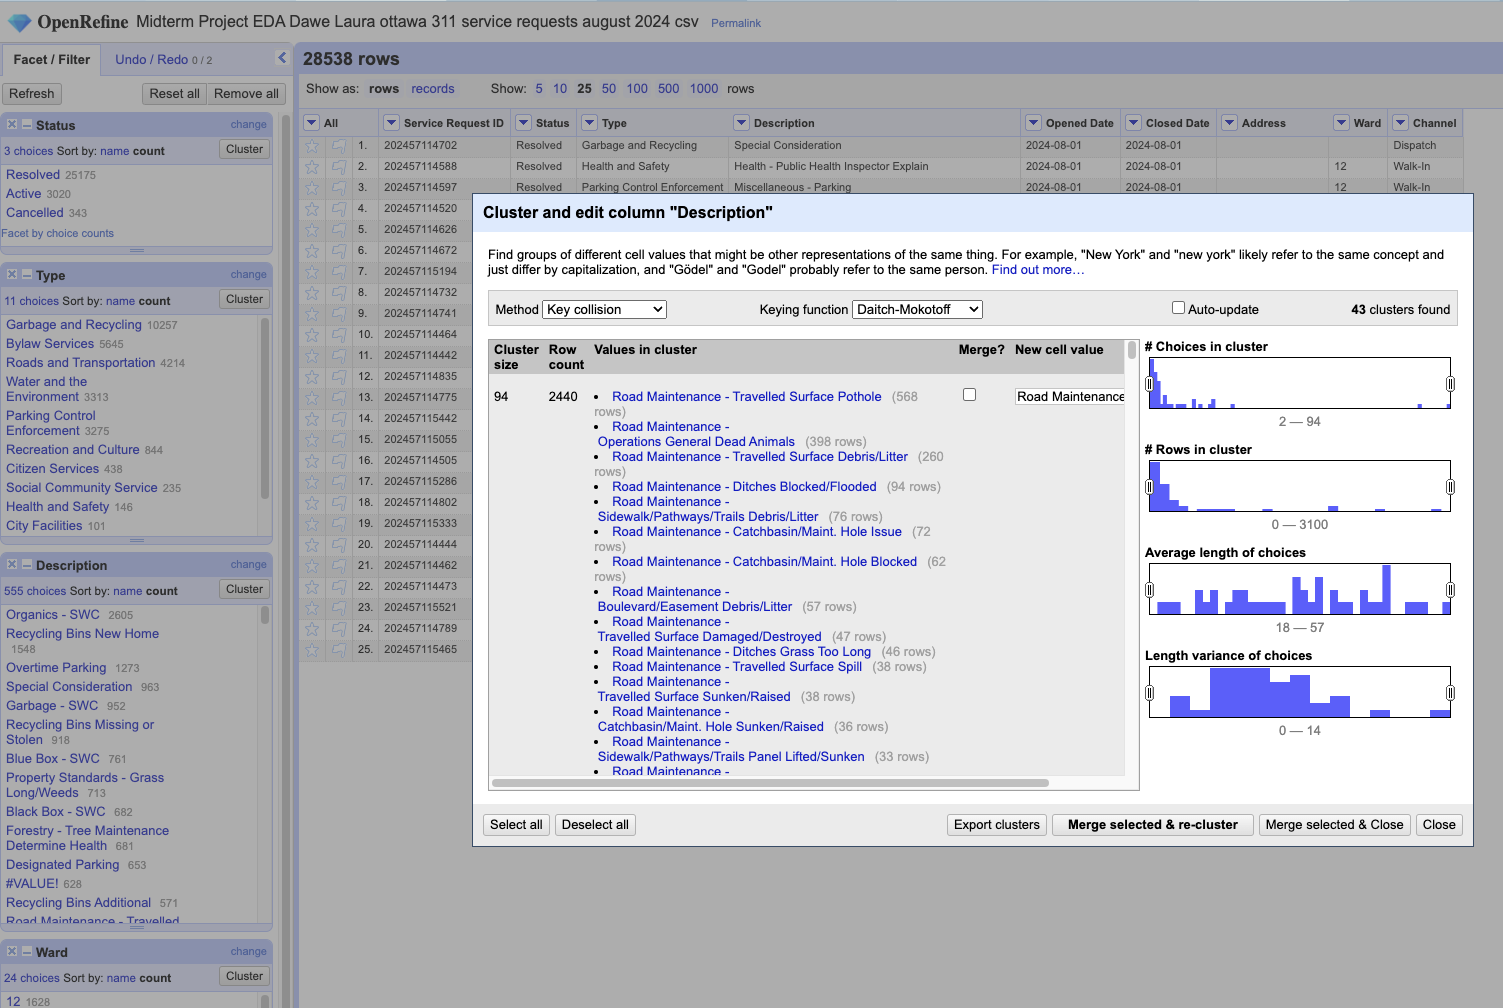 OpenRefine Midterm Project EDA Dawe Laura ottawa 311 service requests august 2024 csv Permalink
Facet / Filter Undo / Redo 0 / 2
Refresh Reset all Remove all
Status change
3 choices Sort by: name count Cluster
Resolved 25175
Active 3020
Cancelled 343
Facet by choice counts
Type change
11 choices Sort by: name count Cluster
Garbage and Recycling 10257
Bylaw Services 5645
Roads and Transportation 4214
Water and the
Environment 3313
Parking Control
Enforcement 3275
Recreation and Culture 844
Citizen Services 438
Social Community Service 235
Health and Safety 146
City Facilities 101
Description change
555 choices Sort by: name count Cluster
Organics - SWC 2605
Recycling Bins New Home
1548
Overtime Parking 1273
Special Consideration 963
Garbage - SWC 952
Recycling Bins Missing or
Stolen 918
Blue Box - SWC 761
Property Standards - Grass
Long/Weeds 713
Black Box - SWC 682
Forestry - Tree Maintenance
Determine Health 681
Designated Parking 653
#VALUE! 628
Recycling Bins Additional 571
Road Maintenance - Travelled
Ward change
24 choices Sort by: name count Cluster
12 1628
28538 rows
Show as: rows records Show: 5 10 25 50 100 500 1000 rows
All Service Request ID Status Type Description Opened Date Closed Date Address Ward Channel
1. 202457114702 Resolved Garbage and Recycling Special Consideration 2024-08-01 2024-08-01 Dispatch
2. 202457114588 Resolved Health and Safety Health - Public Health Inspector Explain 2024-08-01 2024-08-01 12 Walk-In
3. 202457114597 Resolved Parking Control Enforcement Miscellaneous - Parking 2024-08-01 2024-08-01 12 Walk-In
4. 202457114520
5. 202457114626
6. 202457114672
7. 202457115194
8. 202457114732
9. 202457114741
10. 202457114464
11. 202457114442
12. 202457114835
13. 202457114775
14. 202457115442
15. 202457115055
16. 202457114505
17. 202457115286
18. 202457114802
19. 202457115333
20. 202457114444
21. 202457114462
22. 202457114473
23. 202457115521
24. 202457114789
25. 202457115465
Cluster and edit column "Description"
Find groups of different cell values that might be other representations of the same thing. For example, "New York" and "new york" likely refer to the same concept and
just differ by capitalization, and "Gödel" and "Godel" probably refer to the same person. Find out more…
Method Key collision Keying function Daitch-Mokotoff Auto-update 43 clusters found
Cluster size Row count Values in cluster Merge? New cell value
94 2440 • Road Maintenance - Travelled Surface Pothole (568
rows) Road Maintenance
• Road Maintenance -
Operations General Dead Animals (398 rows)
• Road Maintenance - Travelled Surface Debris/Litter (260
rows)
• Road Maintenance - Ditches Blocked/Flooded (94 rows)
• Road Maintenance -
Sidewalk/Pathways/Trails Debris/Litter (76 rows)
• Road Maintenance - Catchbasin/Maint. Hole Issue (72
rows)
• Road Maintenance - Catchbasin/Maint. Hole Blocked (62
rows)
• Road Maintenance -
Boulevard/Easement Debris/Litter (57 rows)
• Road Maintenance -
Travelled Surface Damaged/Destroyed (47 rows)
• Road Maintenance - Ditches Grass Too Long (46 rows)
• Road Maintenance - Travelled Surface Spill (38 rows)
• Road Maintenance -
Travelled Surface Sunken/Raised (38 rows)
• Road Maintenance -
Catchbasin/Maint. Hole Sunken/Raised (36 rows)
• Road Maintenance -
Sidewalk/Pathways/Trails Panel Lifted/Sunken (33 rows)
• Road Maintenance -
# Choices in cluster
2 — 94
# Rows in cluster
0 — 3100
Average length of choices
18 — 57
Length variance of choices
0 — 14
Select all Deselect all Export clusters Merge selected & re-cluster Merge selected & Close Close